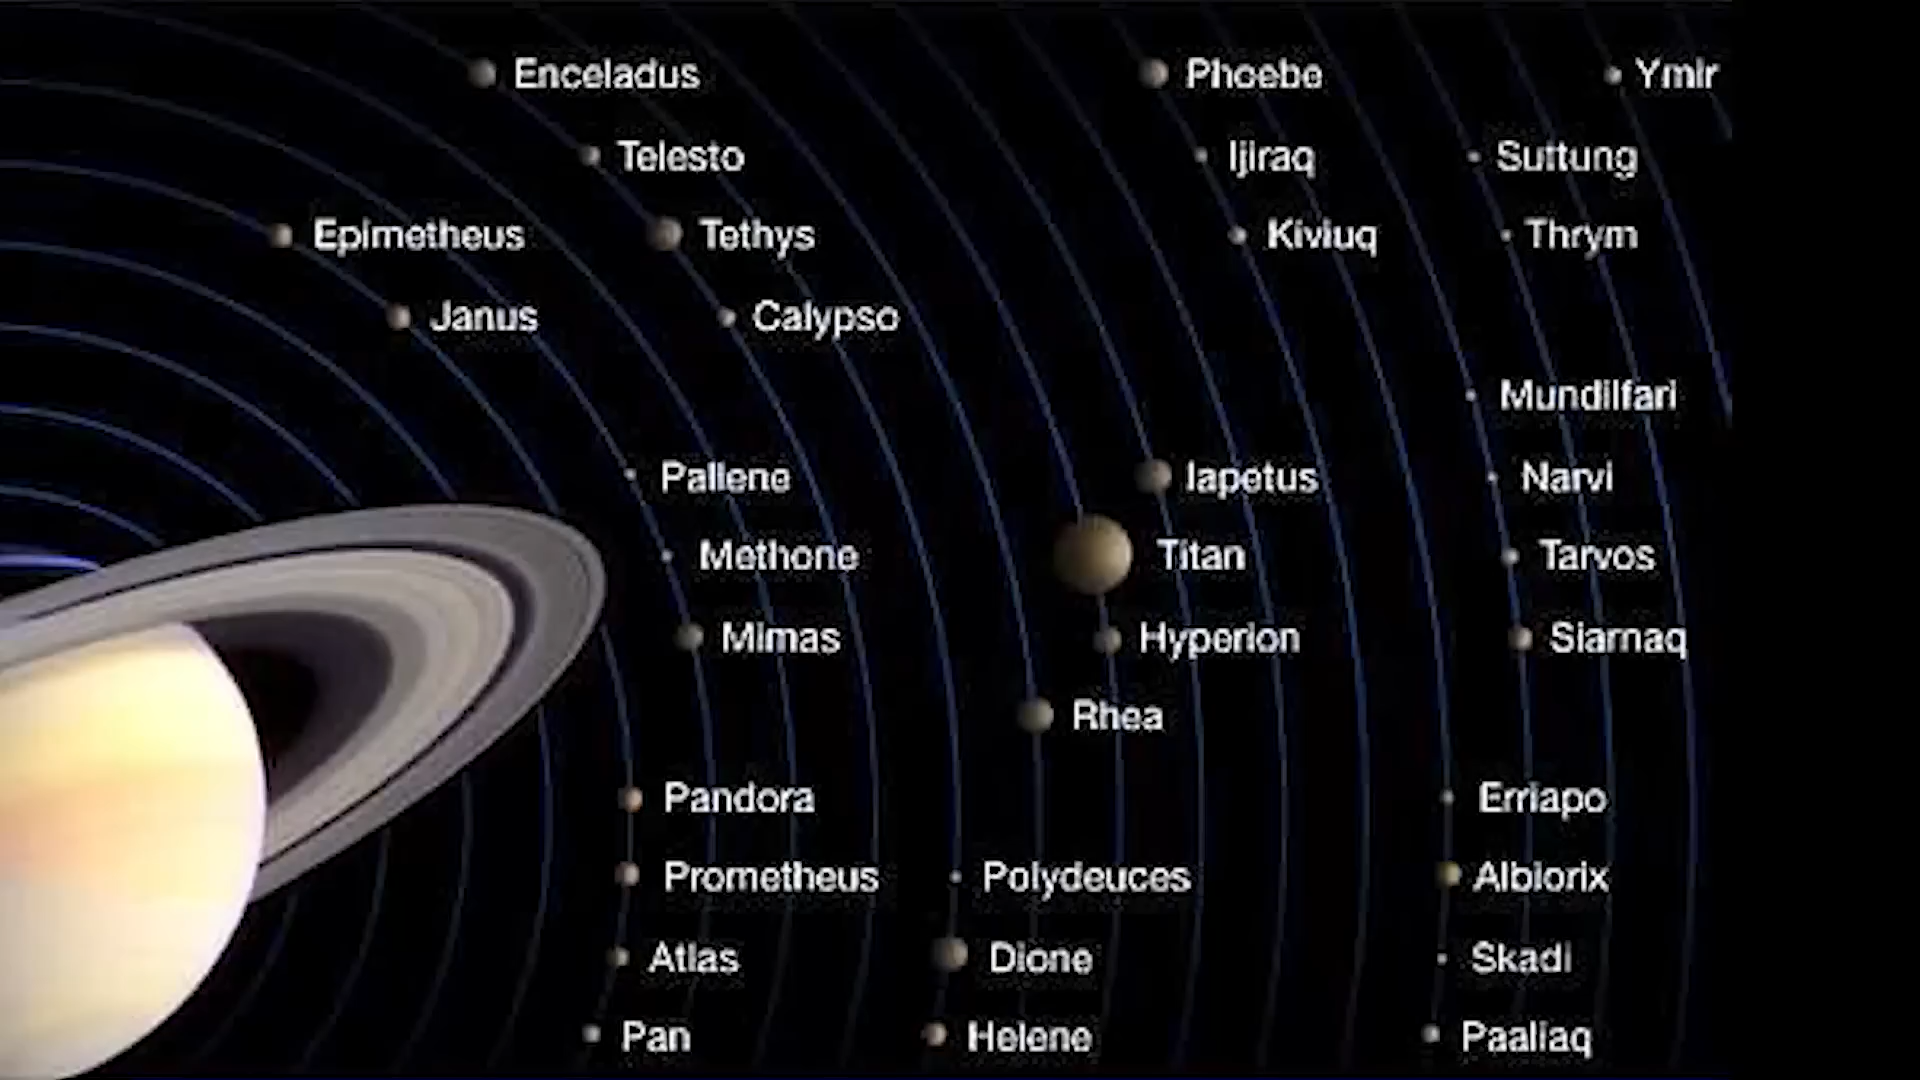 Enceladus
Phoebe
Ymir
Telesto
Ijiraq
Suttung
Epimetheus
Tethys
Kiviuq
Thrym
Janus
Calypso
Mundilfari
Pallene
Iapetus
Narvi
Methone
Titan
Tarvos
Mimas
Hyperion
Siarnaq
Rhea
Pandora
Erriapo
Prometheus
Polydeuces
Albiorix
Atlas
Dione
Skadi
Pan
Helene
Paaliaq